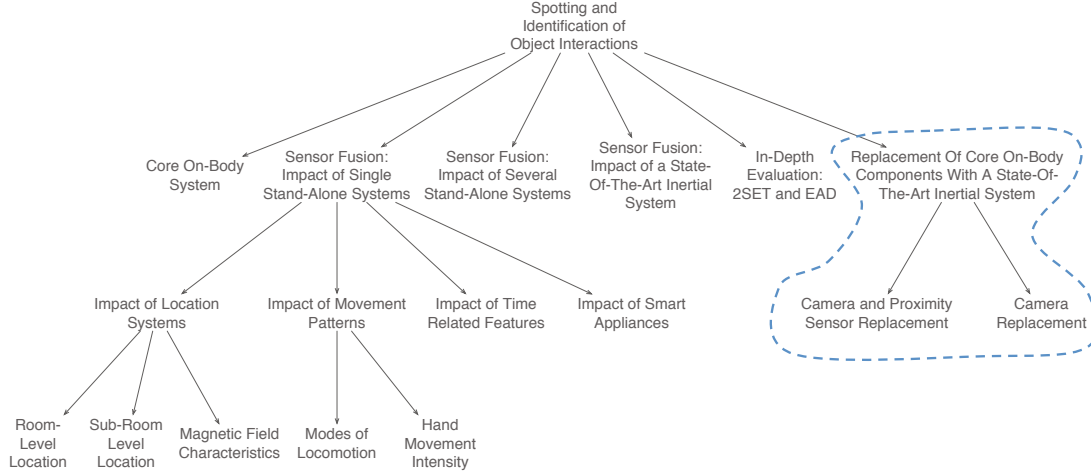 Spotting and
Identification of
Object Interactions
Core On-Body
System
Sensor Fusion:
Impact of Single
Stand-Alone Systems
Sensor Fusion:
Impact of Several
Stand-Alone Systems
Sensor Fusion:
Impact of a State-
Of-The-Art Inertial
System
In-Depth
Evaluation:
2SET and EAD
Replacement Of Core On-Body
Components With A State-Of-
The-Art Inertial System
Impact of Location
Systems
Impact of Movement
Patterns
Impact of Time
Related Features
Impact of Smart
Appliances
Camera and Proximity
Sensor Replacement
Camera
Replacement
Room-
Level
Location
Sub-Room
Level
Location
Magnetic Field
Characteristics
Modes of
Locomotion
Hand
Movement
Intensity